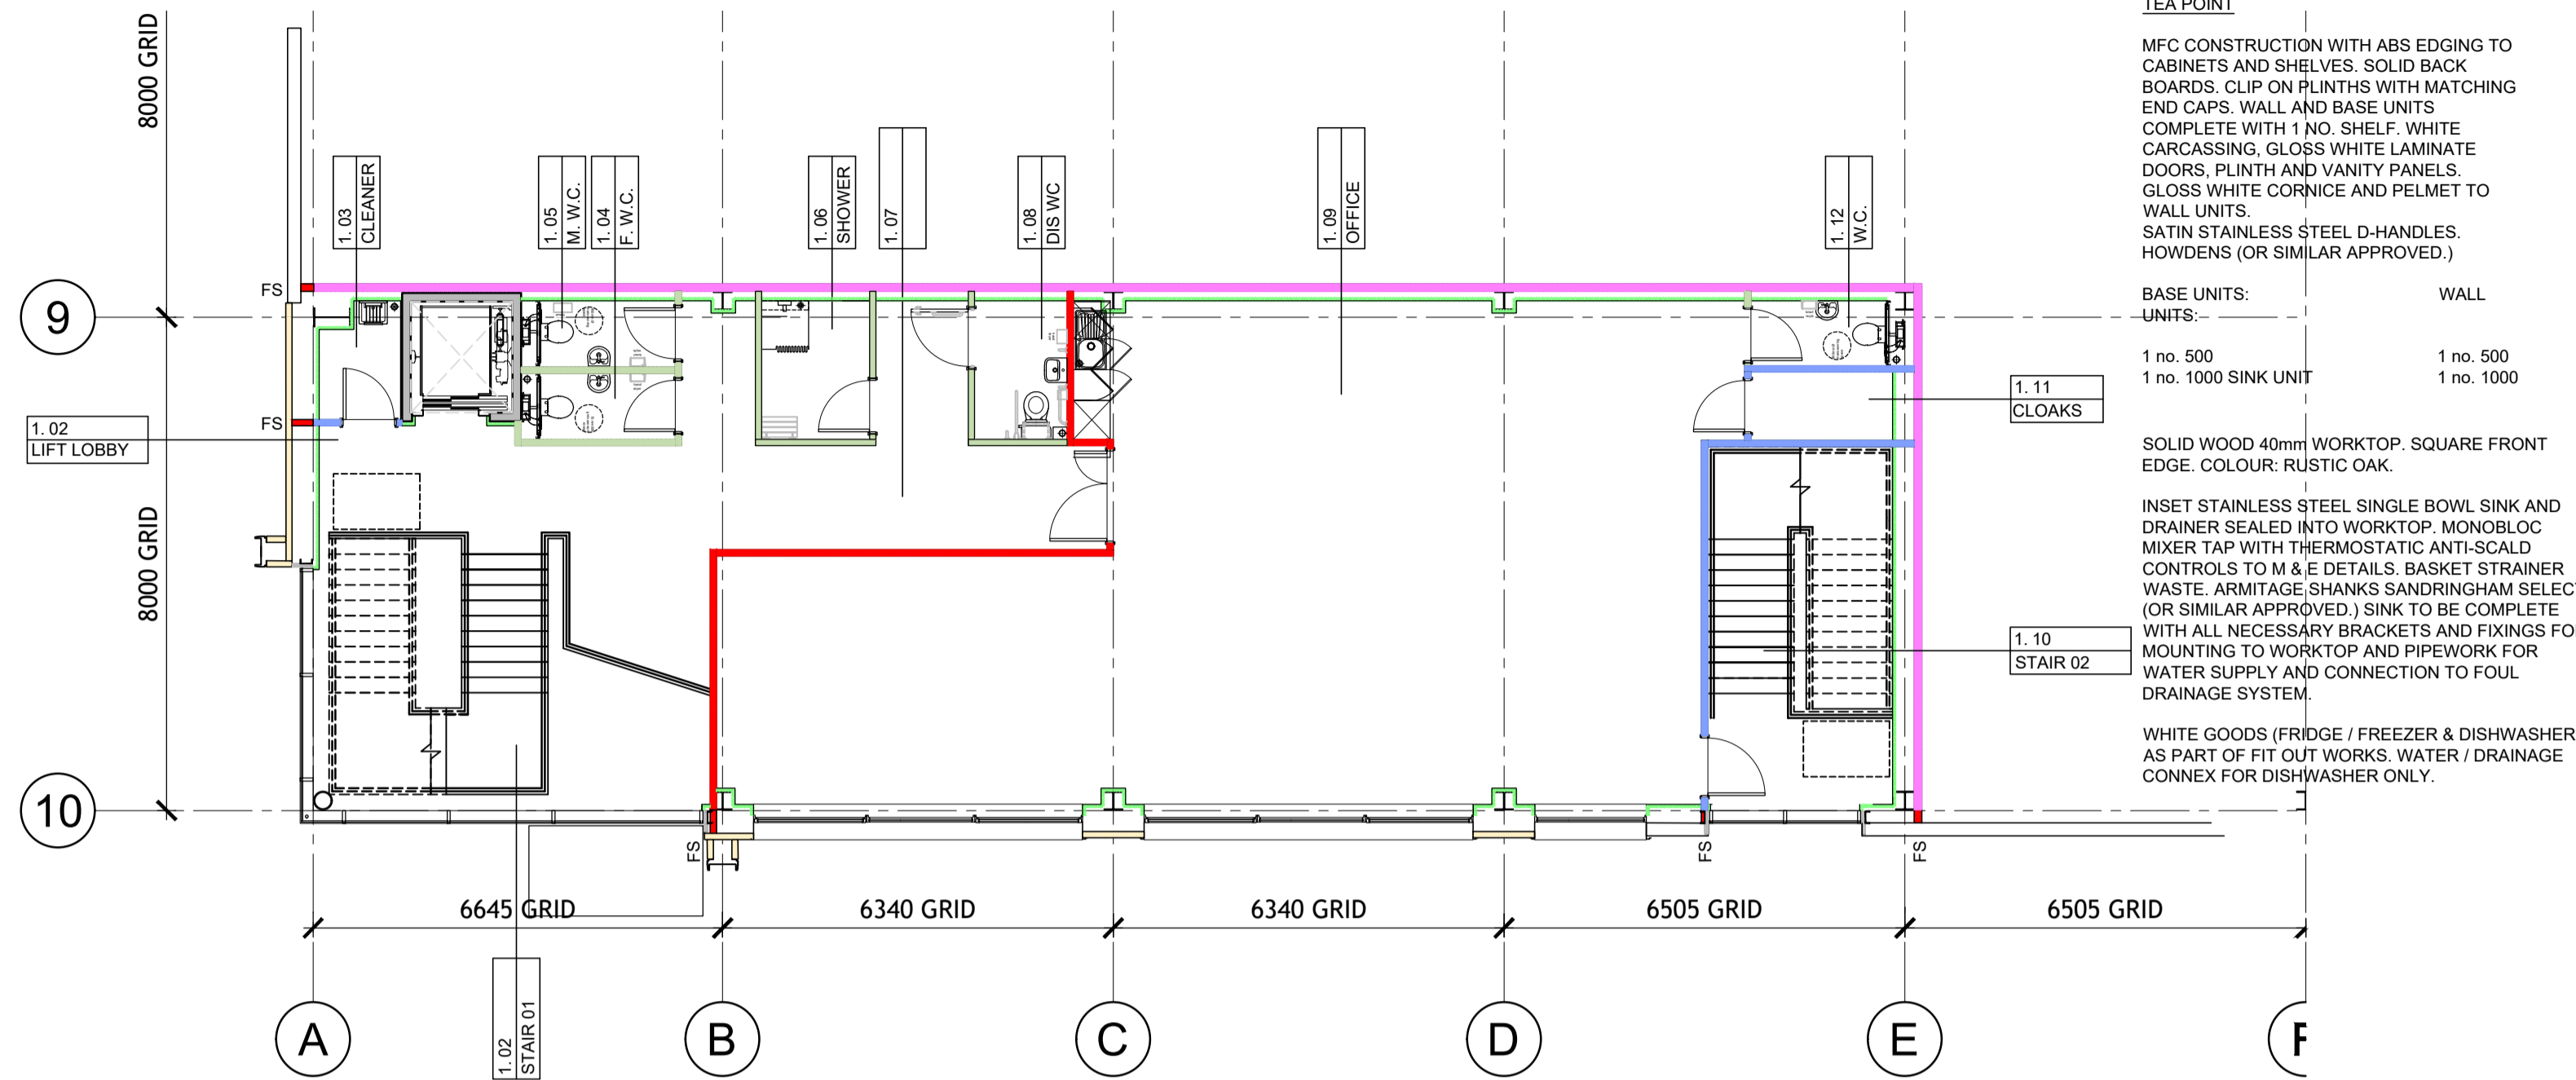 TEA POINT
MFC CONSTRUCTION WITH ABS EDGING TO
CABINETS AND SHELVES. SOLID BACK
BOARDS. CLIP ON PLINTHS WITH MATCHING
END CAPS. WALL AND BASE UNITS
COMPLETE WITH 1 NO. SHELF. WHITE
CARCASSING, GLOSS WHITE LAMINATE
DOORS, PLINTH AND VANITY PANELS.
GLOSS WHITE CORNICE AND PELMET TO
WALL UNITS.
SATIN STAINLESS STEEL D-HANDLES.
HOWDENS (OR SIMILAR APPROVED.)
BASE UNITS: WALL
UNITS:
1 no. 500 1 no. 500
1 no. 1000 SINK UNIT 1 no. 1000
SOLID WOOD 40mm WORKTOP. SQUARE FRONT
EDGE. COLOUR: RUSTIC OAK.
INSET STAINLESS STEEL SINGLE BOWL SINK AND
DRAINER SEALED INTO WORKTOP. MONOBLOC
MIXER TAP WITH THERMOSTATIC ANTI-SCALD
CONTROLS TO M & E DETAILS. BASKET STRAINER
WASTE. ARMITAGE SHANKS SANDRINGHAM SELECT
(OR SIMILAR APPROVED.) SINK TO BE COMPLETE
WITH ALL NECESSARY BRACKETS AND FIXINGS FO
MOUNTING TO WORKTOP AND PIPEWORK FOR
WATER SUPPLY AND CONNECTION TO FOUL
DRAINAGE SYSTEM.
WHITE GOODS (FRIDGE / FREEZER & DISHWASHER
AS PART OF FIT OUT WORKS. WATER / DRAINAGE
CONNEX FOR DISHWASHER ONLY.
8000 GRID
8000 GRID
9
10
FS
FS
1. 03
CLEANER
1. 05
M. W.C.
1. 04
F. W.C.
1. 06
SHOWER
1. 07
1. 08
DIS WC
1. 09
OFFICE
1. 12
W.C.
1. 02
LIFT LOBBY
1. 11
CLOAKS
1. 10
STAIR 02
FS
FS
FS
6645 GRID
6340 GRID
6340 GRID
6505 GRID
6505 GRID
1. 02
STAIR 01
A
B
C
D
E
F